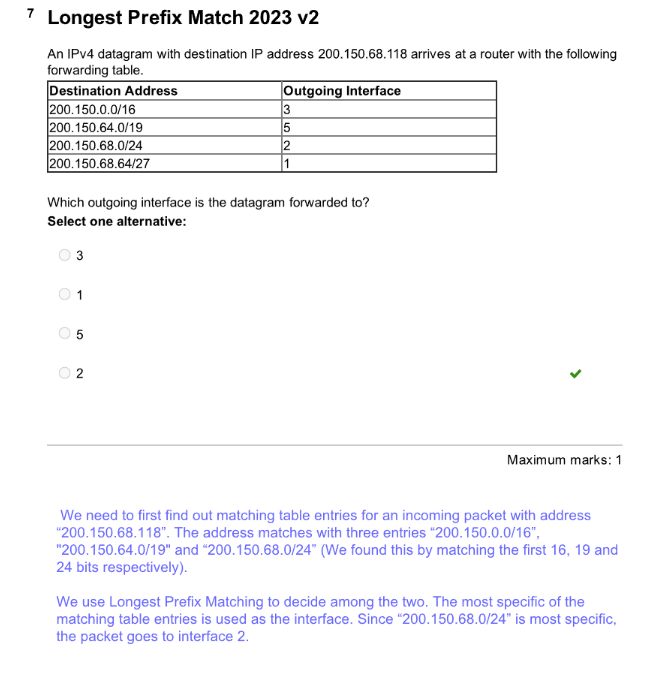 7 Longest Prefix Match 2023 v2
An IPv4 datagram with destination IP address 200.150.68.118 arrives at a router with the following
forwarding table.
Destination Address Outgoing Interface
200.150.0.0/16 3
200.150.64.0/19 5
200.150.68.0/24 2
200.150.68.64/27 1
Which outgoing interface is the datagram forwarded to?
Select one alternative:
3
1
5
2
Maximum marks: 1
We need to first find out matching table entries for an incoming packet with address
“200.150.68.118”. The address matches with three entries “200.150.0.0/16”,
"200.150.64.0/19" and “200.150.68.0/24” (We found this by matching the first 16, 19 and
24 bits respectively).
We use Longest Prefix Matching to decide among the two. The most specific of the
matching table entries is used as the interface. Since “200.150.68.0/24” is most specific,
the packet goes to interface 2.